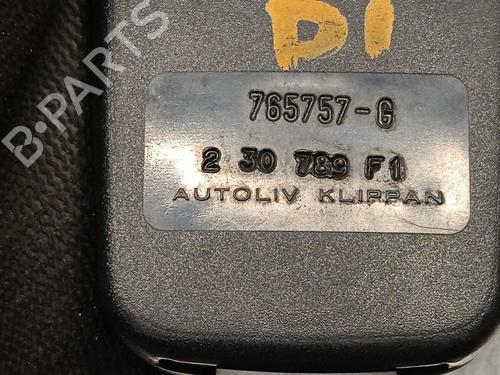 D1
765757-G
2 30 789 F1
AUTOLIV KLIPPAN
B-PARTS